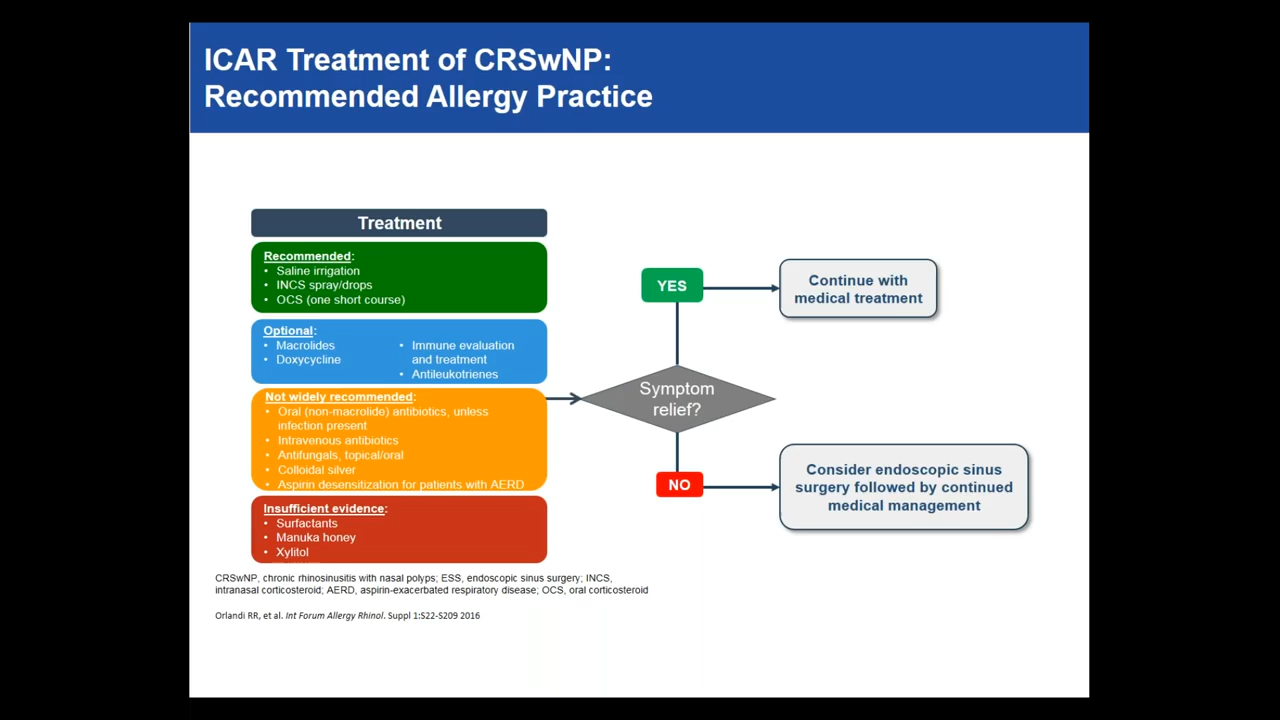 ICAR Treatment of CRSwNP:
Recommended Allergy Practice
Treatment
Recommended:
• Saline irrigation
• INCS spray/drops
• OCS (one short course)
Optional:
• Macrolides
• Doxycycline
• Immune evaluation
and treatment
• Antileukotrienes
Not widely recommended:
• Oral (non-macrolide) antibiotics, unless
infection present
• Intravenous antibiotics
• Antifungals, topical/oral
• Colloidal silver
• Aspirin desensitization for patients with AERD
Insufficient evidence:
• Surfactants
• Manuka honey
• Xylitol
Symptom
relief?
YES
Continue with
medical treatment
NO
Consider endoscopic sinus
surgery followed by continued
medical management
CRSwNP, chronic rhinosinusitis with nasal polyps; ESS, endoscopic sinus surgery; INCS,
intranasal corticosteroid; AERD, aspirin-exacerbated respiratory disease; OCS, oral corticosteroid
Orlandi RR, et al. Int Forum Allergy Rhinol. Suppl 1:S22-S209 2016